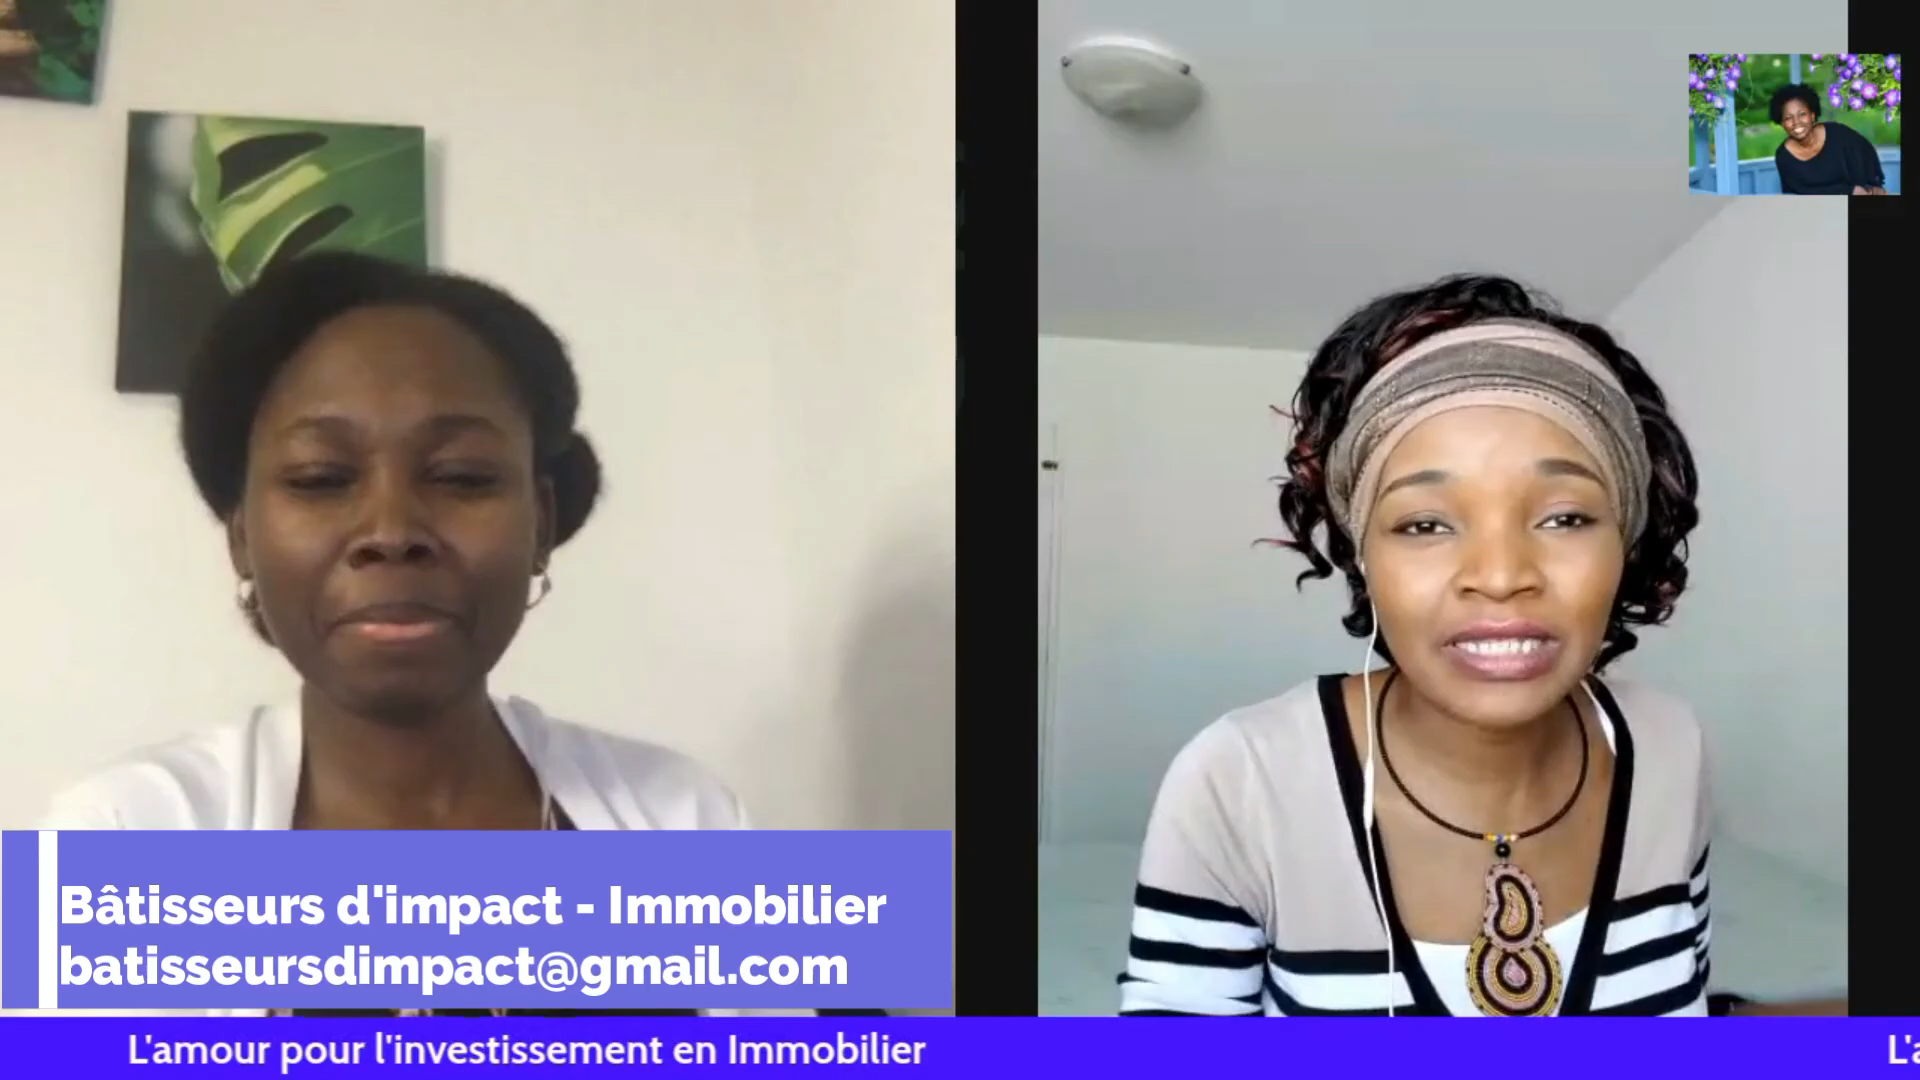 Bâtisseurs d'impact - Immobilier
batisseursdimpact@gmail.com
L'amour pour l'investissement en Immobilier